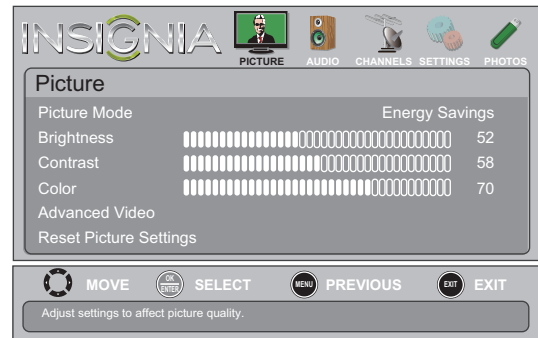 INSIGNIA
PICTURE AUDIO CHANNELS SETTINGS PHOTOS
Picture
Picture Mode Energy Savings
Brightness 52
Contrast 58
Color 70
Advanced Video
Reset Picture Settings
MOVE OK ENTER SELECT MENU PREVIOUS EXIT EXIT
Adjust settings to affect picture quality.